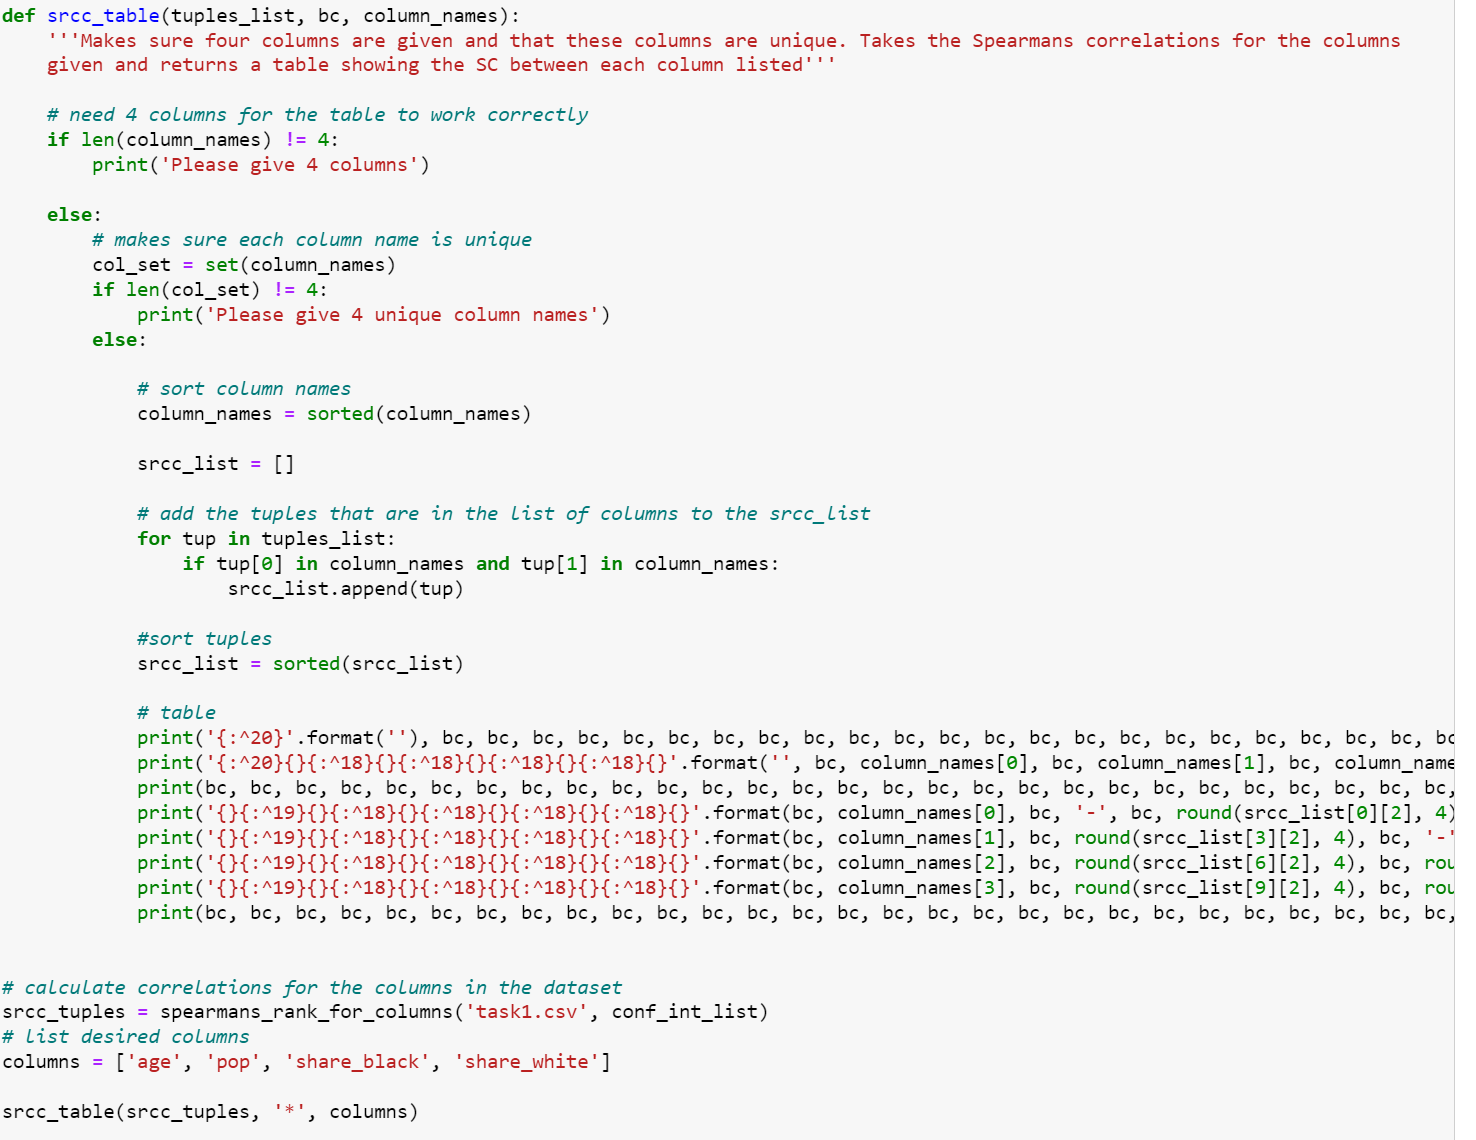 def srcc_table(tuples_list, bc, column_names):
    '''Makes sure four columns are given and that these columns are unique. Takes the Spearmans correlations for the columns
    given and returns a table showing the SC between each column listed'''
    # need 4 columns for the table to work correctly
    if len(column_names) != 4:
        print('Please give 4 columns')
    else:
        # makes sure each column name is unique
        col_set = set(column_names)
        if len(col_set) != 4:
            print('Please give 4 unique column names')
        else:
            # sort column names
            column_names = sorted(column_names)
            srcc_list = []
            # add the tuples that are in the list of columns to the srcc_list
            for tup in tuples_list:
                if tup[0] in column_names and tup[1] in column_names:
                    srcc_list.append(tup)
            #sort tuples
            srcc_list = sorted(srcc_list)
            # table
            print('{:^20}'.format(''), bc, bc, bc, bc, bc, bc, bc, bc, bc, bc, bc, bc, bc, bc, bc, bc, bc, bc, bc, bc, bc, bc, bc
            print('{:^20}{}{:^18}{}{:^18}{}{:^18}{}{:^18}{}'.format('', bc, column_names[0], bc, column_names[1], bc, column_name
            print(bc, bc, bc, bc, bc, bc, bc, bc, bc, bc, bc, bc, bc, bc, bc, bc, bc, bc, bc, bc, bc, bc, bc, bc, bc, bc, bc, bc,
            print('{}{:^19}{}{:^18}{}{:^18}{}{:^18}{}{:^18}{}'.format(bc, column_names[0], bc, '-', bc, round(srcc_list[0][2], 4)
            print('{}{:^19}{}{:^18}{}{:^18}{}{:^18}{}{:^18}{}'.format(bc, column_names[1], bc, round(srcc_list[3][2], 4), bc, '-'
            print('{}{:^19}{}{:^18}{}{:^18}{}{:^18}{}{:^18}{}'.format(bc, column_names[2], bc, round(srcc_list[6][2], 4), bc, rou
            print('{}{:^19}{}{:^18}{}{:^18}{}{:^18}{}{:^18}{}'.format(bc, column_names[3], bc, round(srcc_list[9][2], 4), bc, rou
            print(bc, bc, bc, bc, bc, bc, bc, bc, bc, bc, bc, bc, bc, bc, bc, bc, bc, bc, bc, bc, bc, bc, bc, bc, bc, bc, bc, bc,
# calculate correlations for the columns in the dataset
srcc_tuples = spearmans_rank_for_columns('task1.csv', conf_int_list)
# list desired columns
columns = ['age', 'pop', 'share_black', 'share_white']
srcc_table(srcc_tuples, '*', columns)